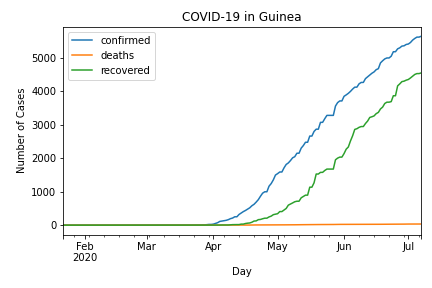 COVID-19 in Guinea
confirmed
deaths
recovered
Number of Cases
5000
4000
3000
2000
1000
0
Feb Mar Apr May Jun Jul
2020
Day